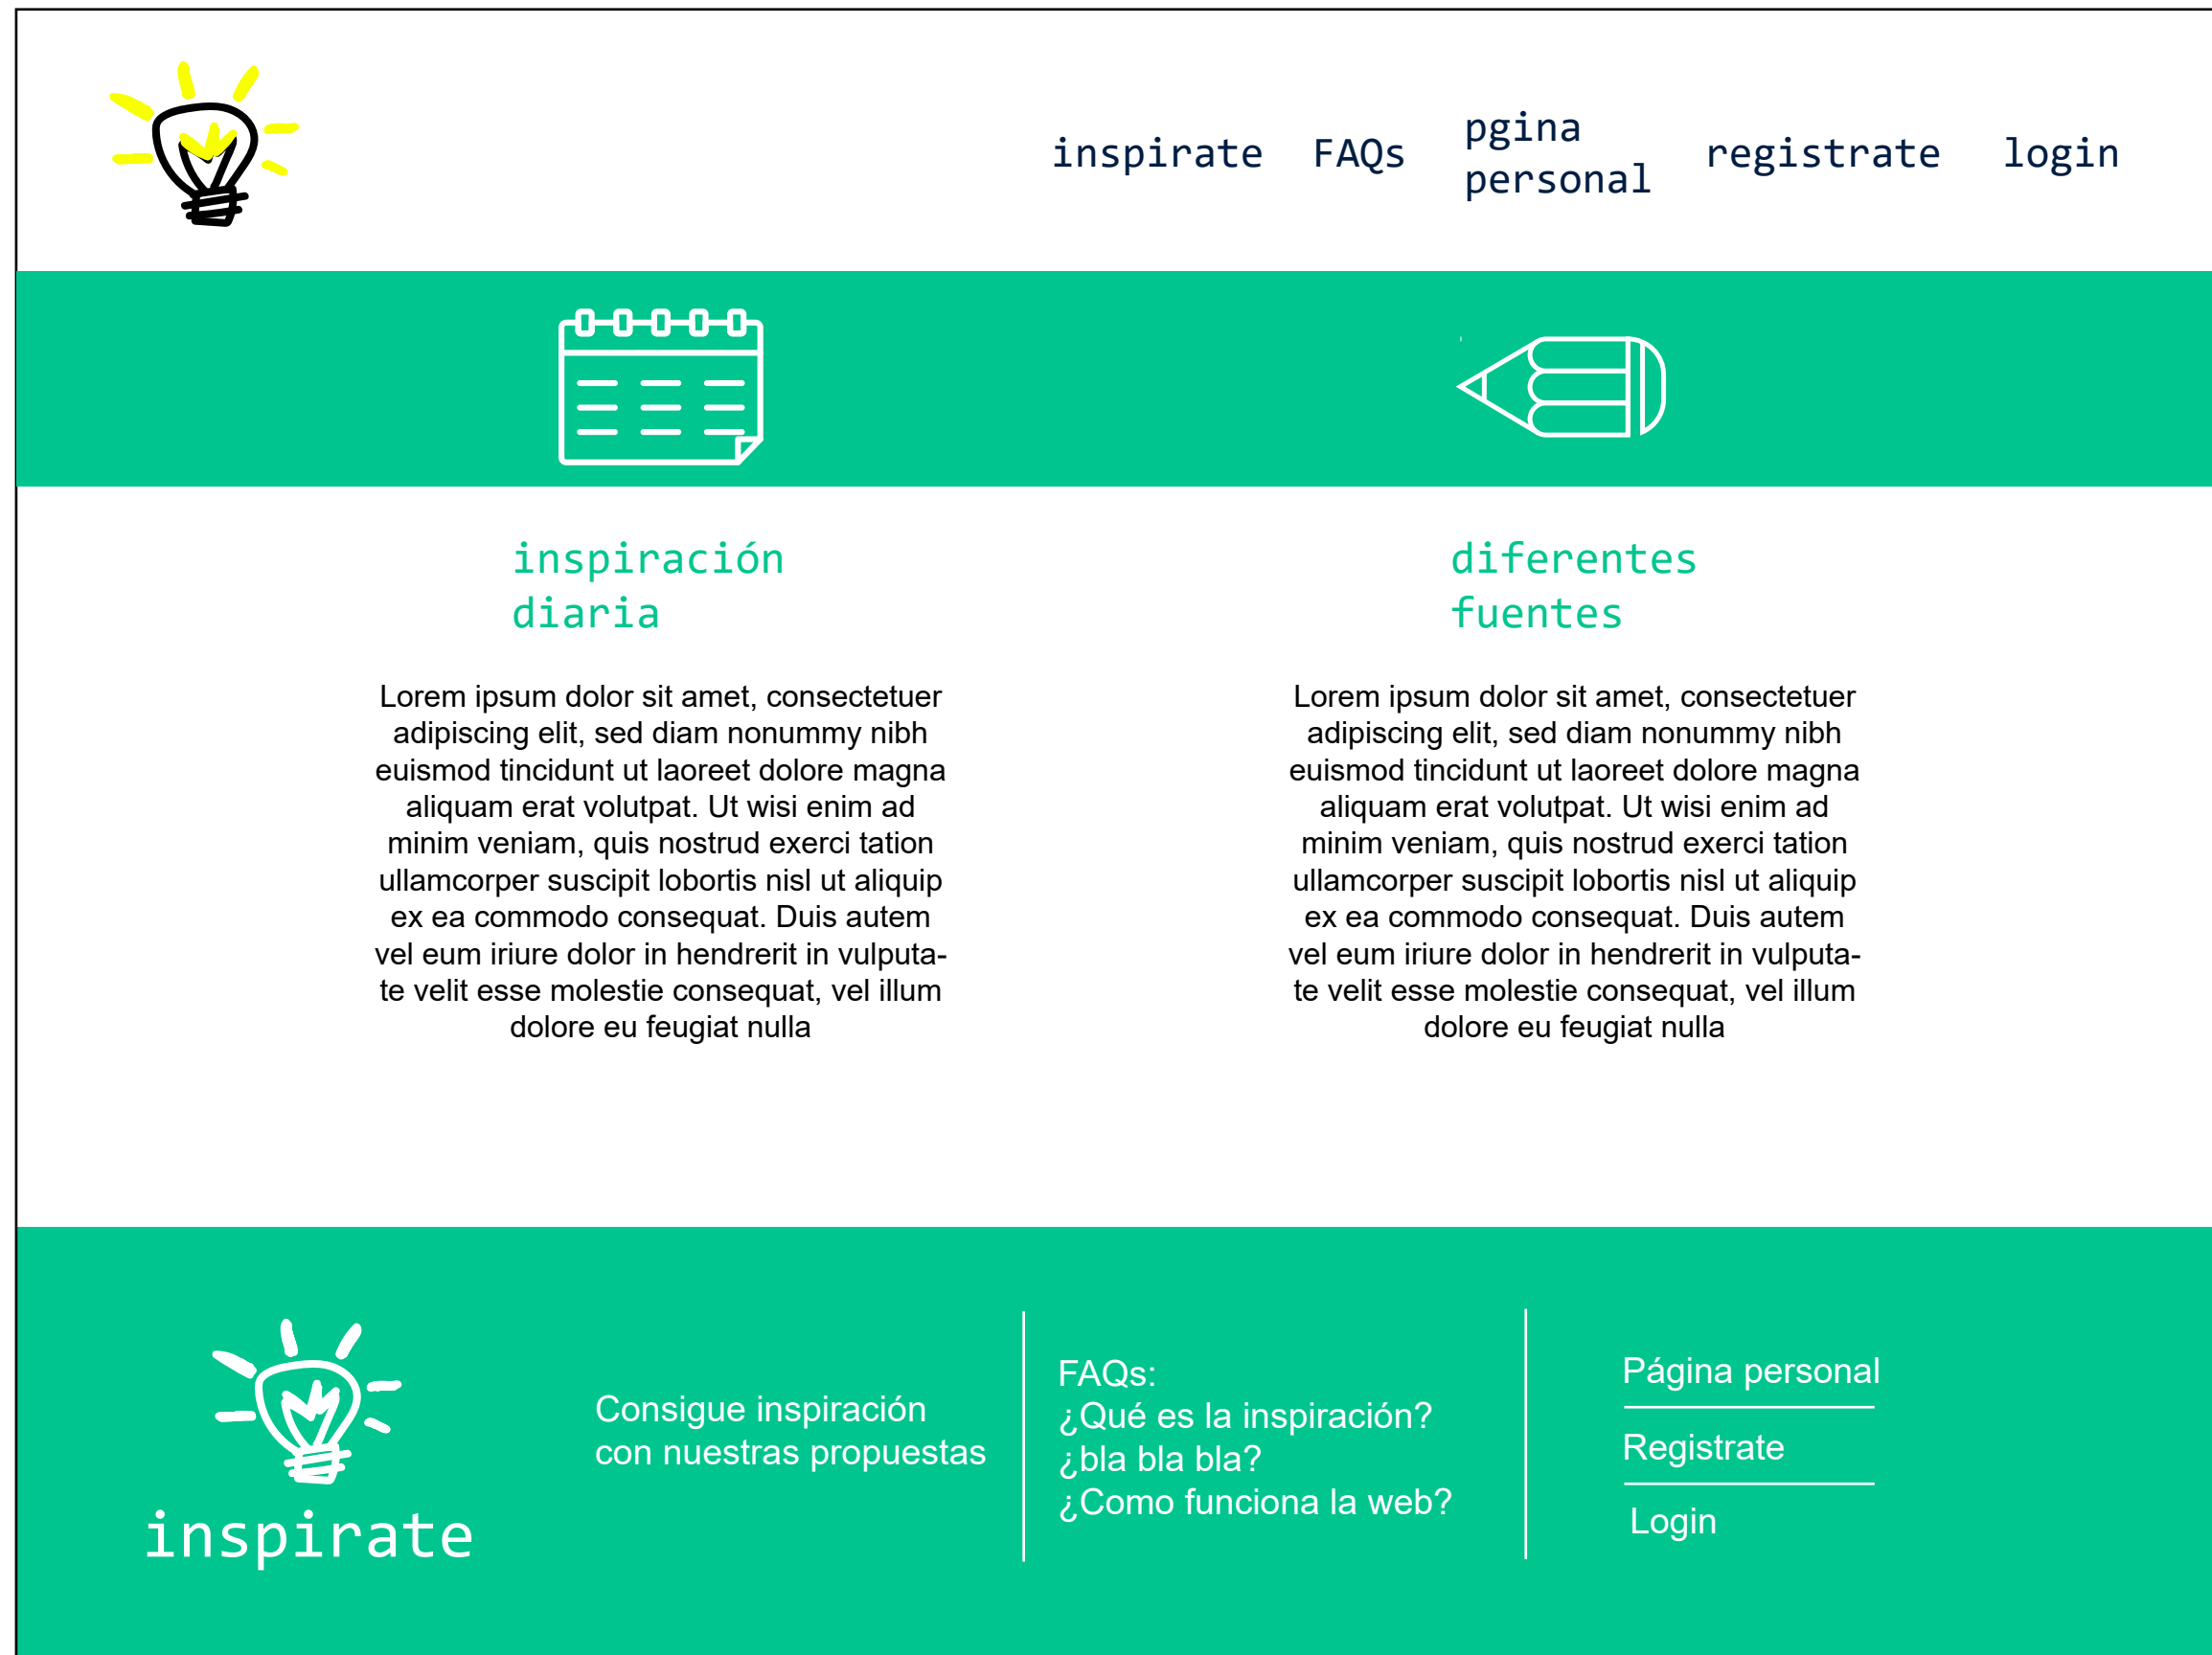 inspirate
FAQs
pgina
personal
registrate
login
inspiración
diaria
Lorem ipsum dolor sit amet, consectetuer
adipiscing elit, sed diam nonummy nibh
euismod tincidunt ut laoreet dolore magna
aliquam erat volutpat. Ut wisi enim ad
minim veniam, quis nostrud exerci tation
ullamcorper suscipit lobortis nisl ut aliquip
ex ea commodo consequat. Duis autem
vel eum iriure dolor in hendrerit in vulputa-
te velit esse molestie consequat, vel illum
dolore eu feugiat nulla
diferentes
fuentes
Lorem ipsum dolor sit amet, consectetuer
adipiscing elit, sed diam nonummy nibh
euismod tincidunt ut laoreet dolore magna
aliquam erat volutpat. Ut wisi enim ad
minim veniam, quis nostrud exerci tation
ullamcorper suscipit lobortis nisl ut aliquip
ex ea commodo consequat. Duis autem
vel eum iriure dolor in hendrerit in vulputa-
te velit esse molestie consequat, vel illum
dolore eu feugiat nulla
inspirate
Consigue inspiración
con nuestras propuestas
FAQs:
¿Qué es la inspiración?
¿bla bla bla?
¿Como funciona la web?
Página personal
Registrate
Login